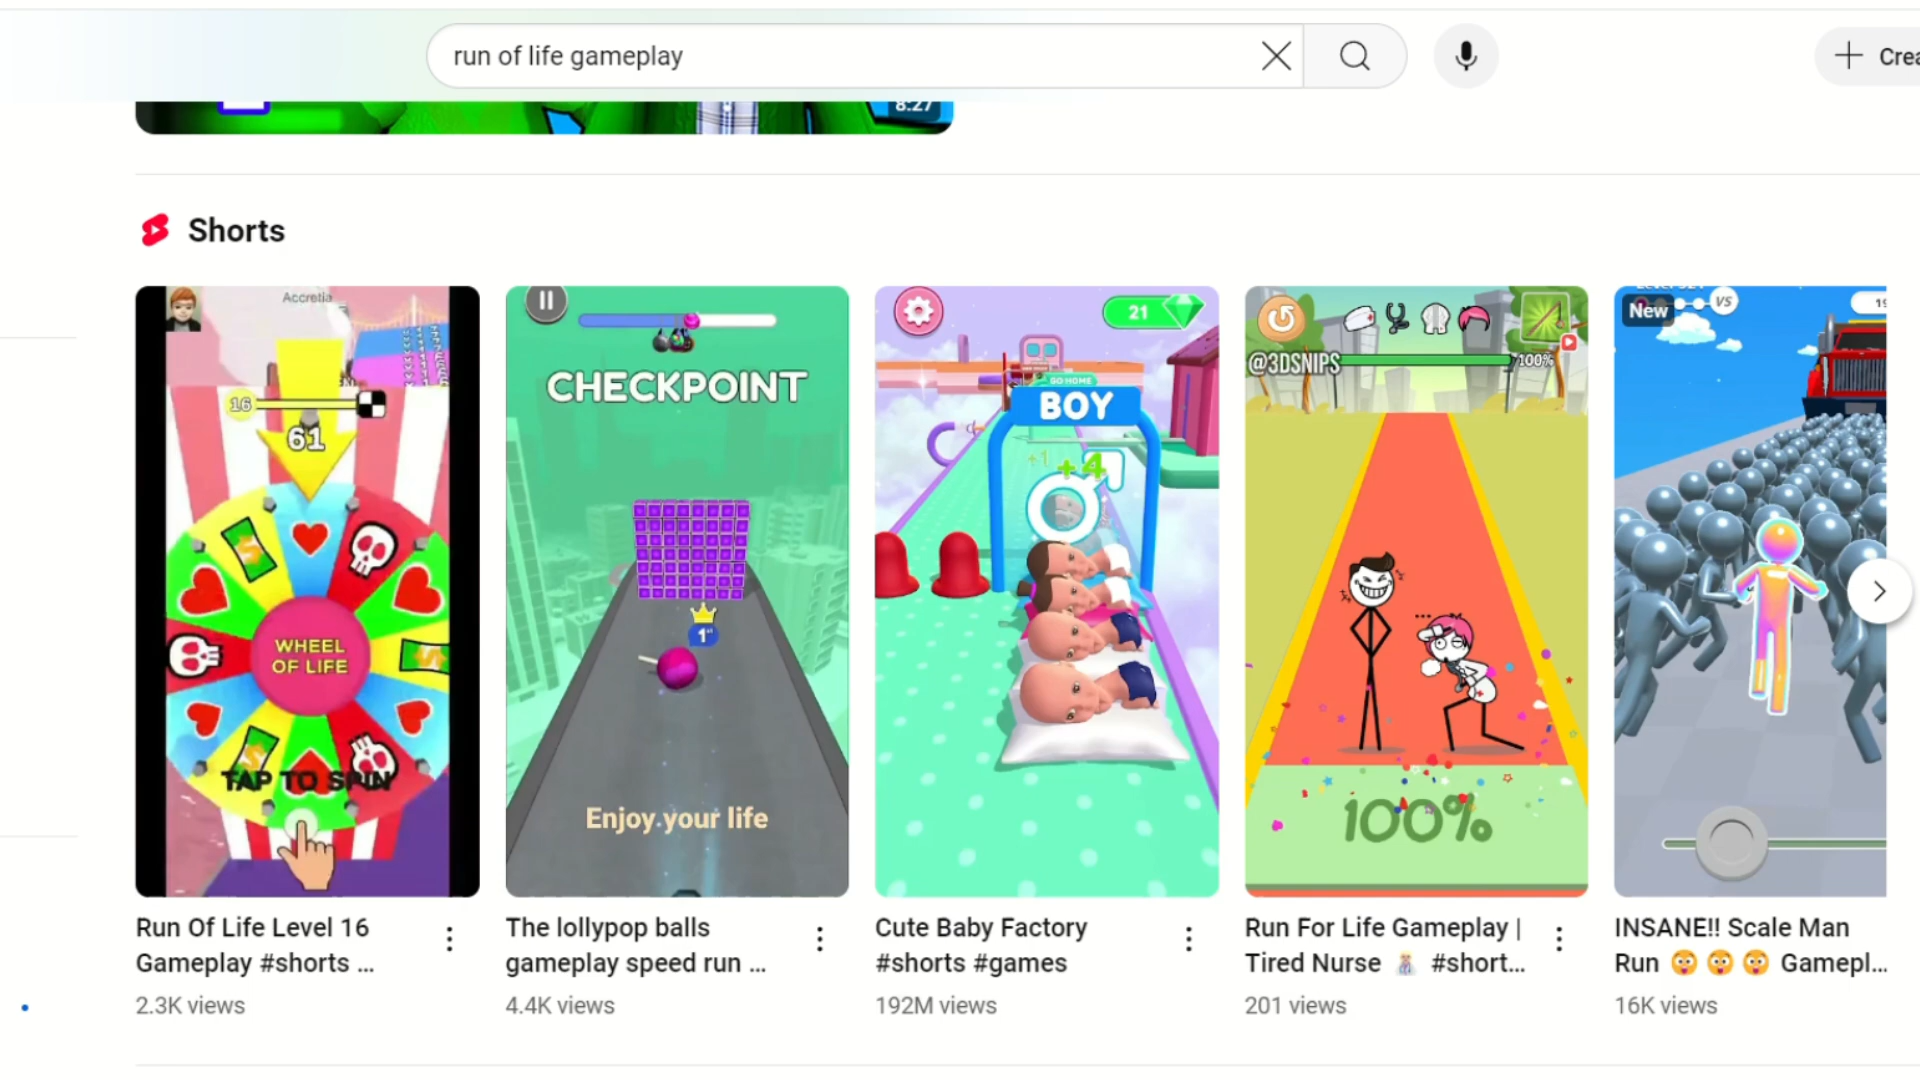 run of life gameplay
Crea
8:27
Shorts
Accretia
16
61
WHEEL
OF LIFE
TAP TO SPIN
CHECKPOINT
1st
Enjoy your life
21
GO HOME
BOY
+1
+4
@3DSNIPS
100%
100%
New
VS
Run Of Life Level 16
Gameplay #shorts ...
2.3K views
The lollypop balls
gameplay speed run ...
4.4K views
Cute Baby Factory
#shorts #games
192M views
Run For Life Gameplay |
Tired Nurse 👩‍⚕️ #short...
201 views
INSANE!! Scale Man
Run 😳 😳 😳 Gamepl...
16K views